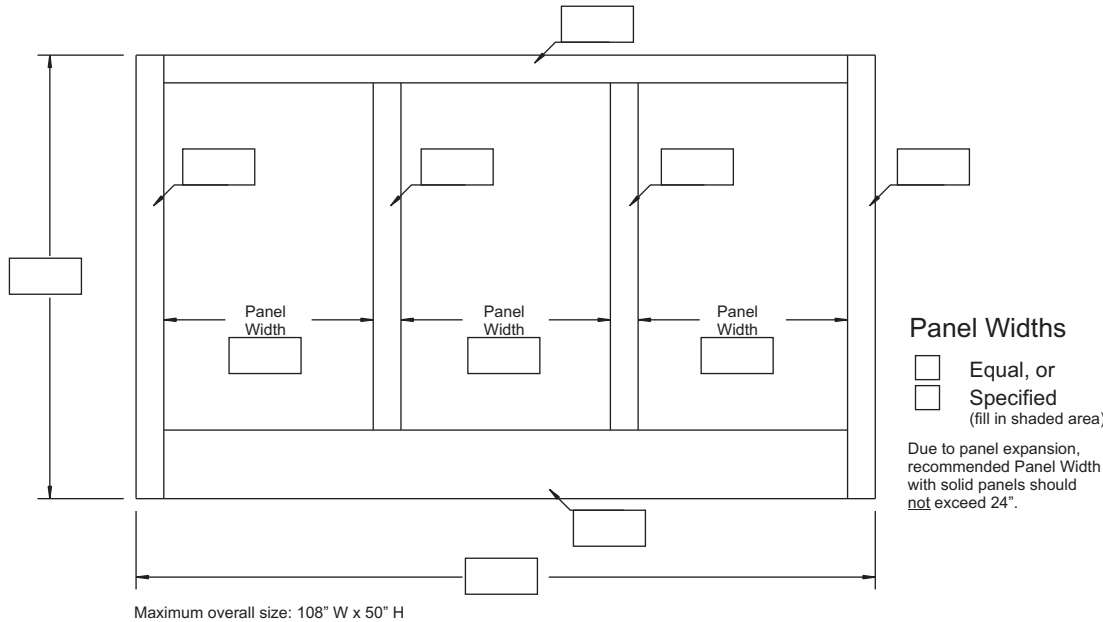 Panel
Width
Panel
Width
Panel
Width
Panel Widths
Equal, or
Specified
(fill in shaded area)
Due to panel expansion,
recommended Panel Width
with solid panels should
not exceed 24”.
Maximum overall size: 108” W x 50” H